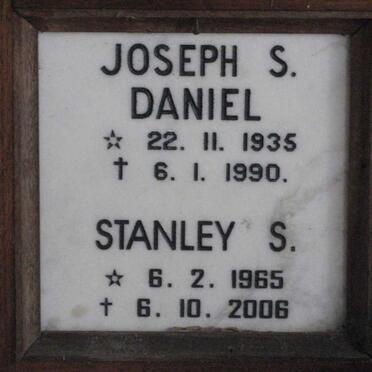 JOSEPH S.
DANIEL
☆ 22. 11. 1935
† 6. 1. 1990.
STANLEY S.
☆ 6. 2. 1965
† 6. 10. 2006